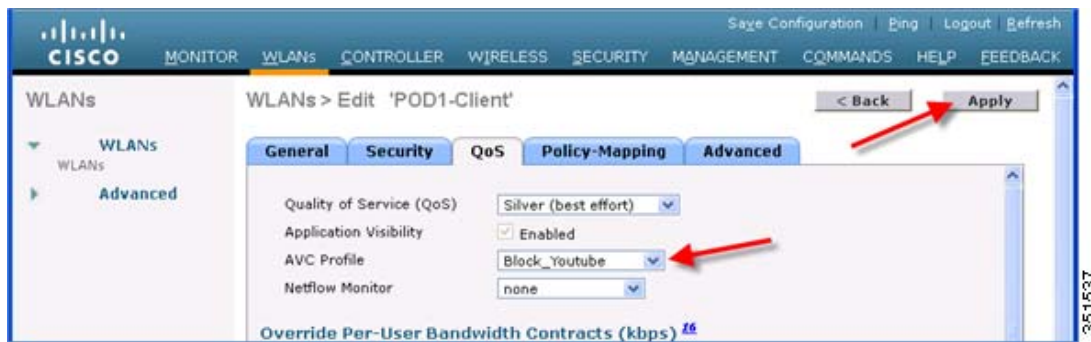 Save Configuration Ping Logout Refresh
CISCO MONITOR WLANs CONTROLLER WIRELESS SECURITY MANAGEMENT COMMANDS HELP FEEDBACK
WLANs WLANs > Edit 'POD1-Client' < Back Apply
WLANs
WLANs
Advanced
General Security QoS Policy-Mapping Advanced
Quality of Service (QoS) Silver (best effort)
Application Visibility Enabled
AVC Profile Block_Youtube
Netflow Monitor none
Override Per-User Bandwidth Contracts (kbps) 16
351537